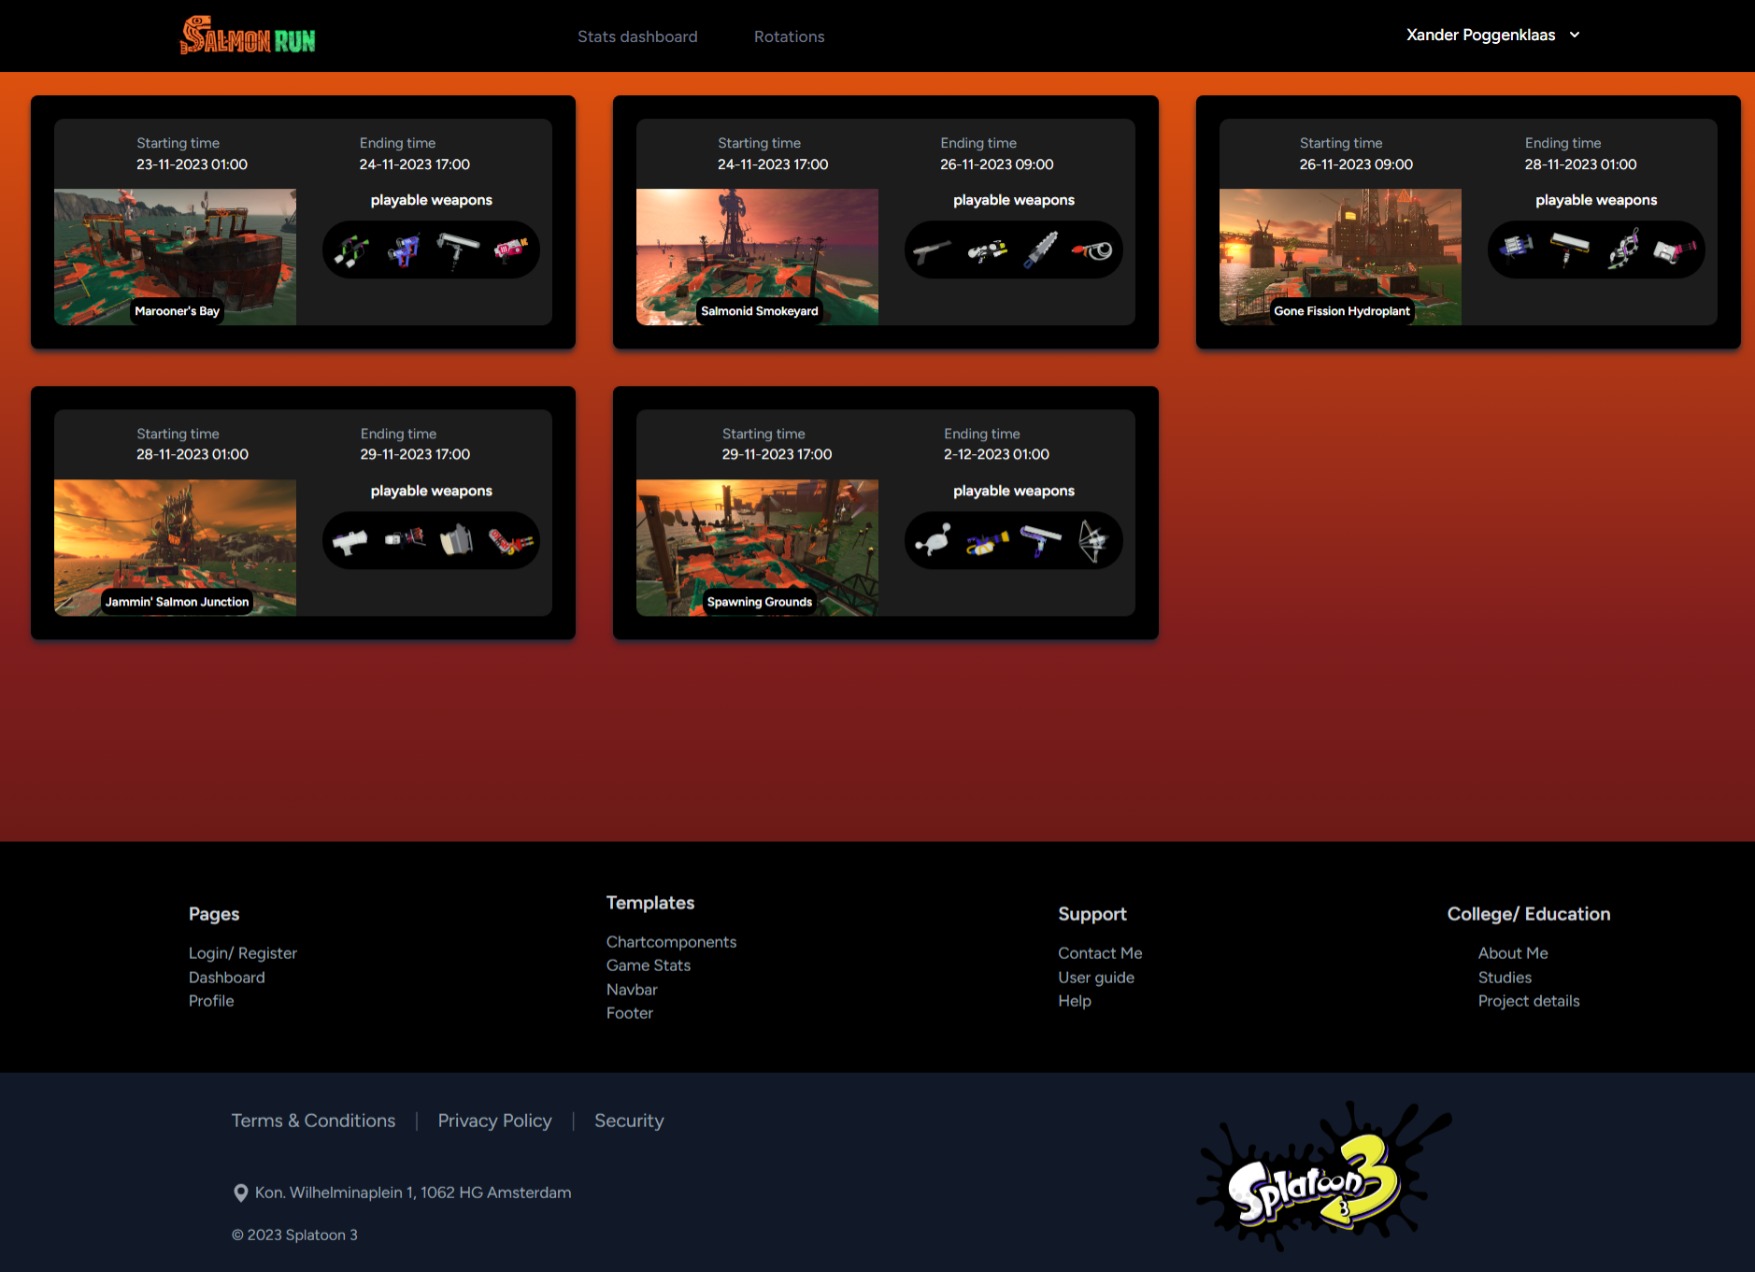 SALMON RUN
Stats dashboard
Rotations
Xander Poggenklaas
Starting time
Ending time
23-11-2023 01:00
24-11-2023 17:00
playable weapons
Marooner's Bay
Starting time
Ending time
24-11-2023 17:00
26-11-2023 09:00
playable weapons
Salmonid Smokeyard
Starting time
Ending time
26-11-2023 09:00
28-11-2023 01:00
playable weapons
Gone Fission Hydroplant
Starting time
Ending time
28-11-2023 01:00
29-11-2023 17:00
playable weapons
Jammin' Salmon Junction
Starting time
Ending time
29-11-2023 17:00
2-12-2023 01:00
playable weapons
Spawning Grounds
Pages
Login/ Register
Dashboard
Profile
Templates
Chartcomponents
Game Stats
Navbar
Footer
Support
Contact Me
User guide
Help
College/ Education
About Me
Studies
Project details
Terms & Conditions
Privacy Policy
Security
Kon. Wilhelminaplein 1, 1062 HG Amsterdam
© 2023 Splatoon 3
Splatoon 3